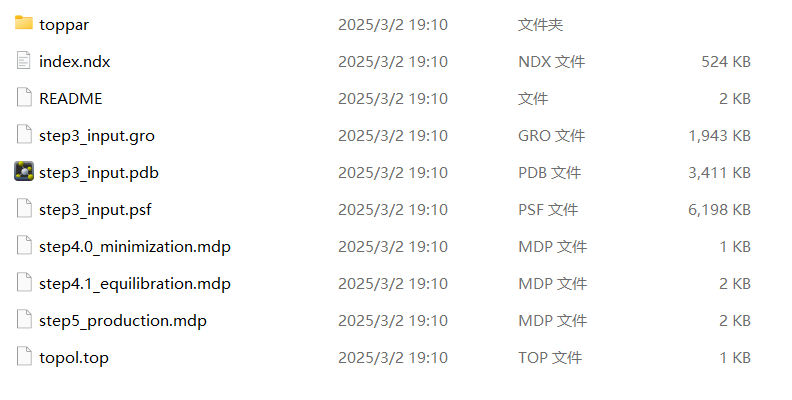 toppar 2025/3/2 19:10 文件夹
index.ndx 2025/3/2 19:10 NDX 文件 524 KB
README 2025/3/2 19:10 文件 2 KB
step3_input.gro 2025/3/2 19:10 GRO 文件 1,943 KB
step3_input.pdb 2025/3/2 19:10 PDB 文件 3,411 KB
step3_input.psf 2025/3/2 19:10 PSF 文件 6,198 KB
step4.0_minimization.mdp 2025/3/2 19:10 MDP 文件 1 KB
step4.1_equilibration.mdp 2025/3/2 19:10 MDP 文件 2 KB
step5_production.mdp 2025/3/2 19:10 MDP 文件 2 KB
topol.top 2025/3/2 19:10 TOP 文件 1 KB